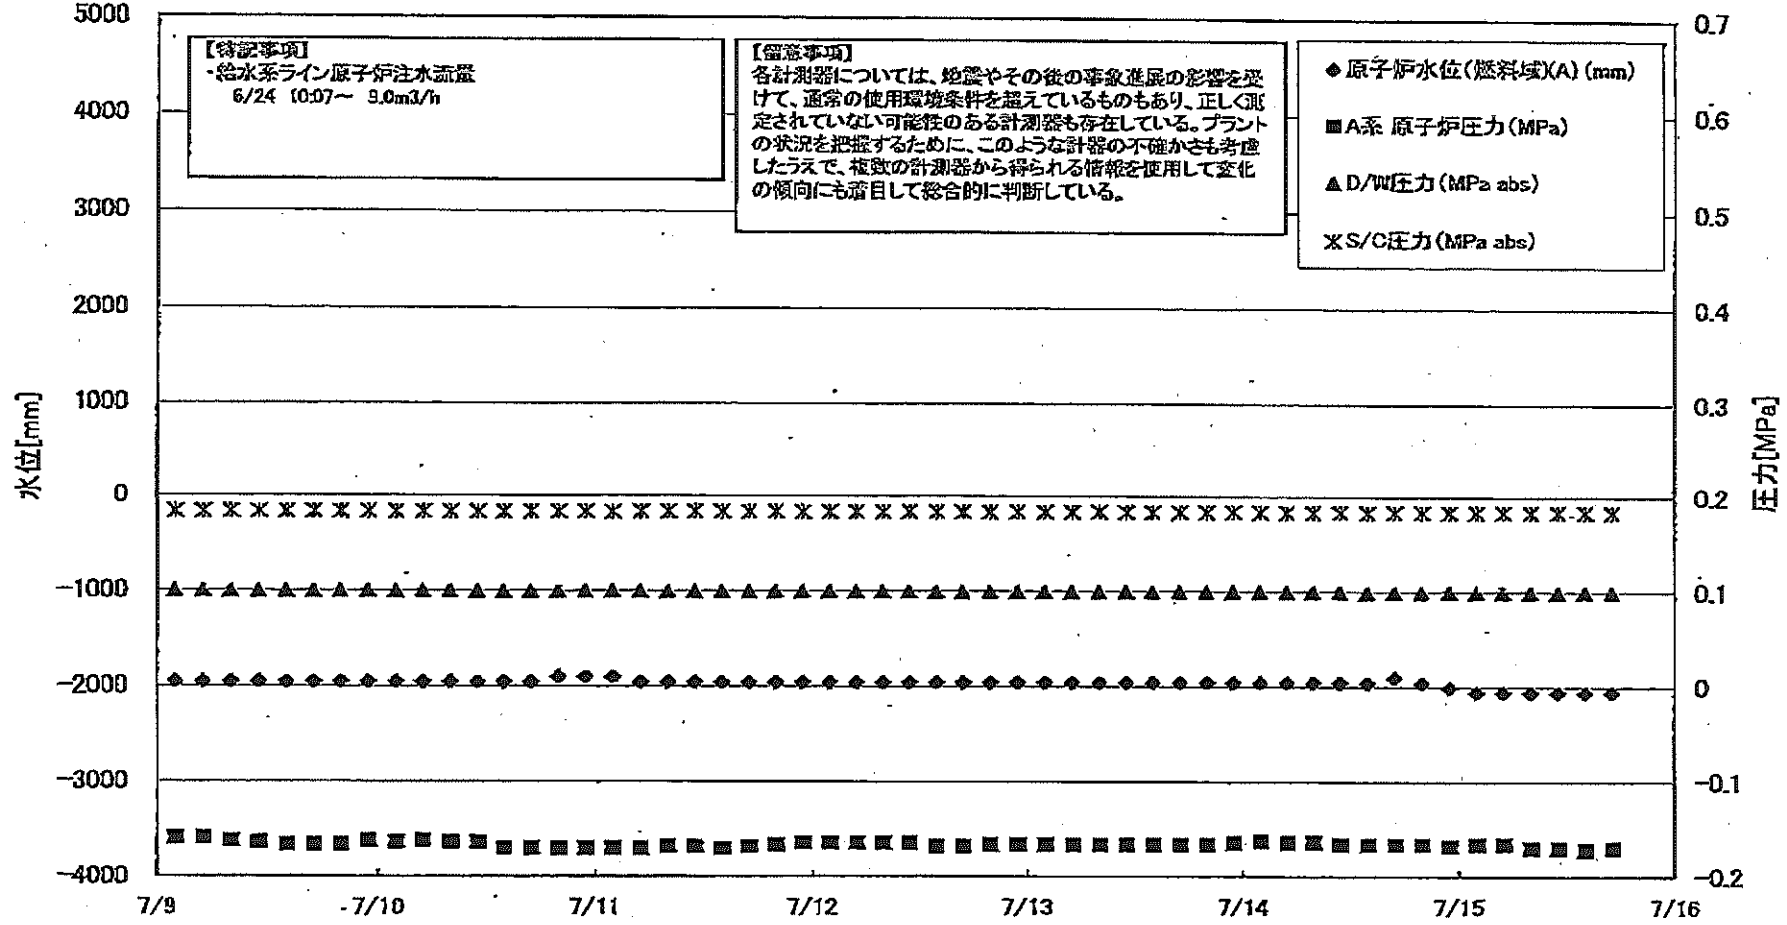 5000
4000
3000
2000
1000
0
-1000
-2000
-3000
-4000
水位[mm]
【特記事項】
・給水系ライン原子炉注水流量
6/24 10:07～ 9.0m3/h
【留意事項】
各計測器については、地震やその後の事象進展の影響を受
けて、通常の使用環境条件を超えているものもあり、正しく測
定されていない可能性のある計測器も存在している。プラント
の状況を把握するために、このような計器の不確かさも考慮
したうえで、複数の計測器から得られる情報を使用して変化
の傾向にも着目して総合的に判断している。
原子炉水位(燃料域)(A)(mm)
A系 原子炉圧力(MPa)
D/W圧力(MPa abs)
S/C圧力(MPa abs)
0.7
0.6
0.5
0.4
0.3
0.2
0.1
0
-0.1
-0.2
圧力[MPa]
7/9
7/10
7/11
7/12
7/13
7/14
7/15
7/16